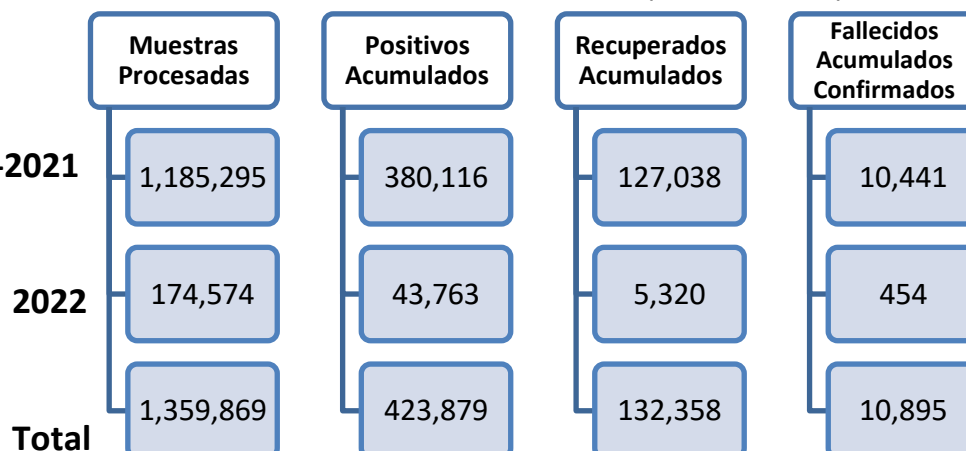 Muestras
Procesadas
Positivos
Acumulados
Recuperados
Acumulados
Fallecidos
Acumulados
Confirmados
-2021
1,185,295
380,116
127,038
10,441
2022
174,574
43,763
5,320
454
Total
1,359,869
423,879
132,358
10,895